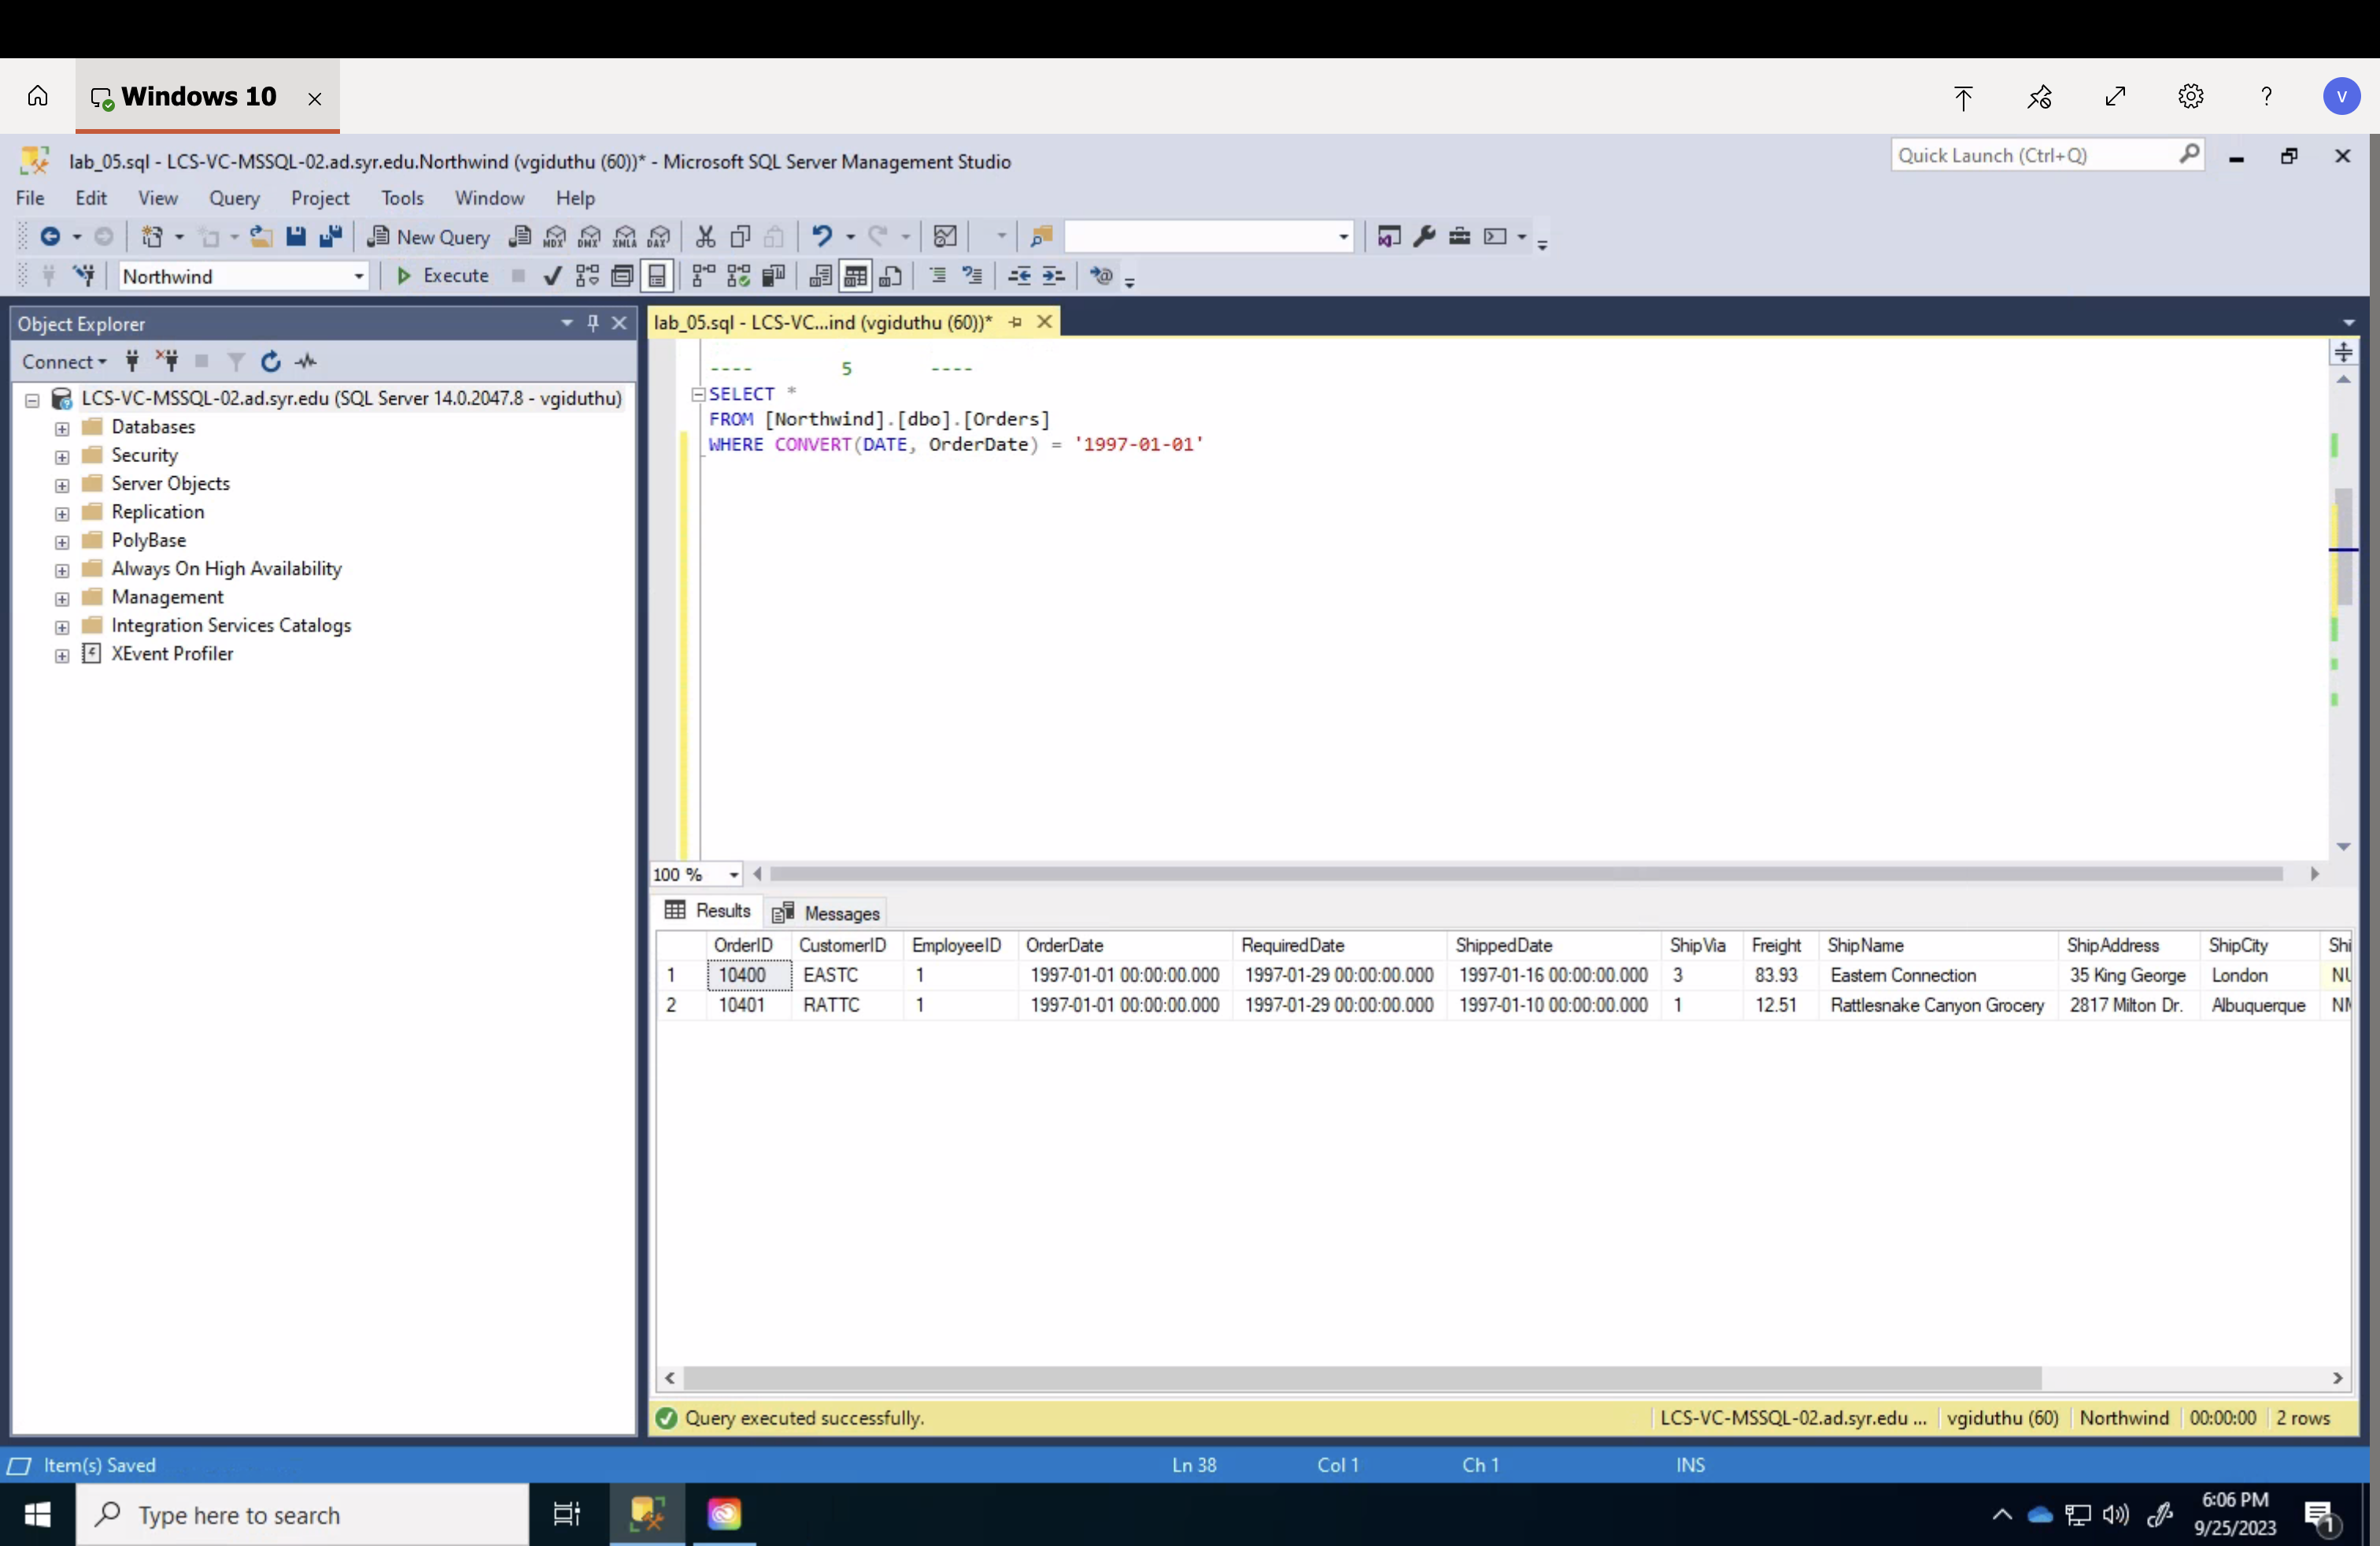 Windows 10
?
V
lab_05.sql - LCS-VC-MSSQL-02.ad.syr.edu.Northwind (vgiduthu (60))* - Microsoft SQL Server Management Studio
Quick Launch (Ctrl+Q)
File Edit View Query Project Tools Window Help
New Query MDX DMX XMLA DAX
Northwind Execute
Object Explorer
lab_05.sql - LCS-VC...ind (vgiduthu (60))*
Connect
LCS-VC-MSSQL-02.ad.syr.edu (SQL Server 14.0.2047.8 - vgiduthu)
Databases
Security
Server Objects
Replication
PolyBase
Always On High Availability
Management
Integration Services Catalogs
XEvent Profiler
---- 5 ----
SELECT *
FROM [Northwind].[dbo].[Orders]
WHERE CONVERT(DATE, OrderDate) = '1997-01-01'
100 %
Results Messages
OrderID CustomerID EmployeeID OrderDate RequiredDate ShippedDate ShipVia Freight ShipName ShipAddress ShipCity Shi
1 10400 EASTC 1 1997-01-01 00:00:00.000 1997-01-29 00:00:00.000 1997-01-16 00:00:00.000 3 83.93 Eastern Connection 35 King George London NU
2 10401 RATTC 1 1997-01-01 00:00:00.000 1997-01-29 00:00:00.000 1997-01-10 00:00:00.000 1 12.51 Rattlesnake Canyon Grocery 2817 Milton Dr. Albuquerque NM
Query executed successfully.
LCS-VC-MSSQL-02.ad.syr.edu ... vgiduthu (60) Northwind 00:00:00 2 rows
Item(s) Saved
Ln 38 Col 1 Ch 1 INS
Type here to search
6:06 PM
9/25/2023
1